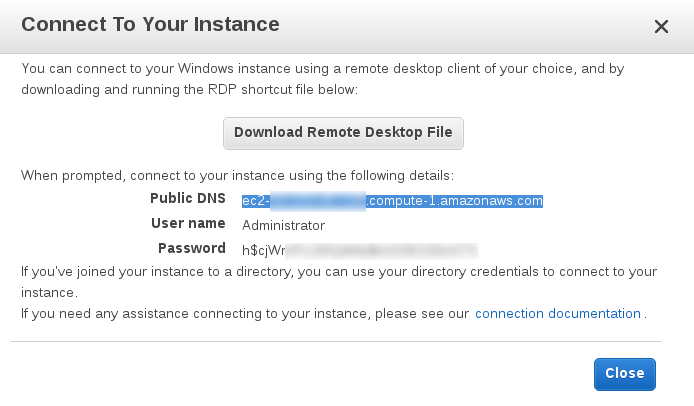 Connect To Your Instance
You can connect to your Windows instance using a remote desktop client of your choice, and by
downloading and running the RDP shortcut file below:
Download Remote Desktop File
When prompted, connect to your instance using the following details:
Public DNS ec2- .compute-1.amazonaws.com
User name Administrator
Password h$cjWr
If you've joined your instance to a directory, you can use your directory credentials to connect to your
instance.
If you need any assistance connecting to your instance, please see our connection documentation.
Close